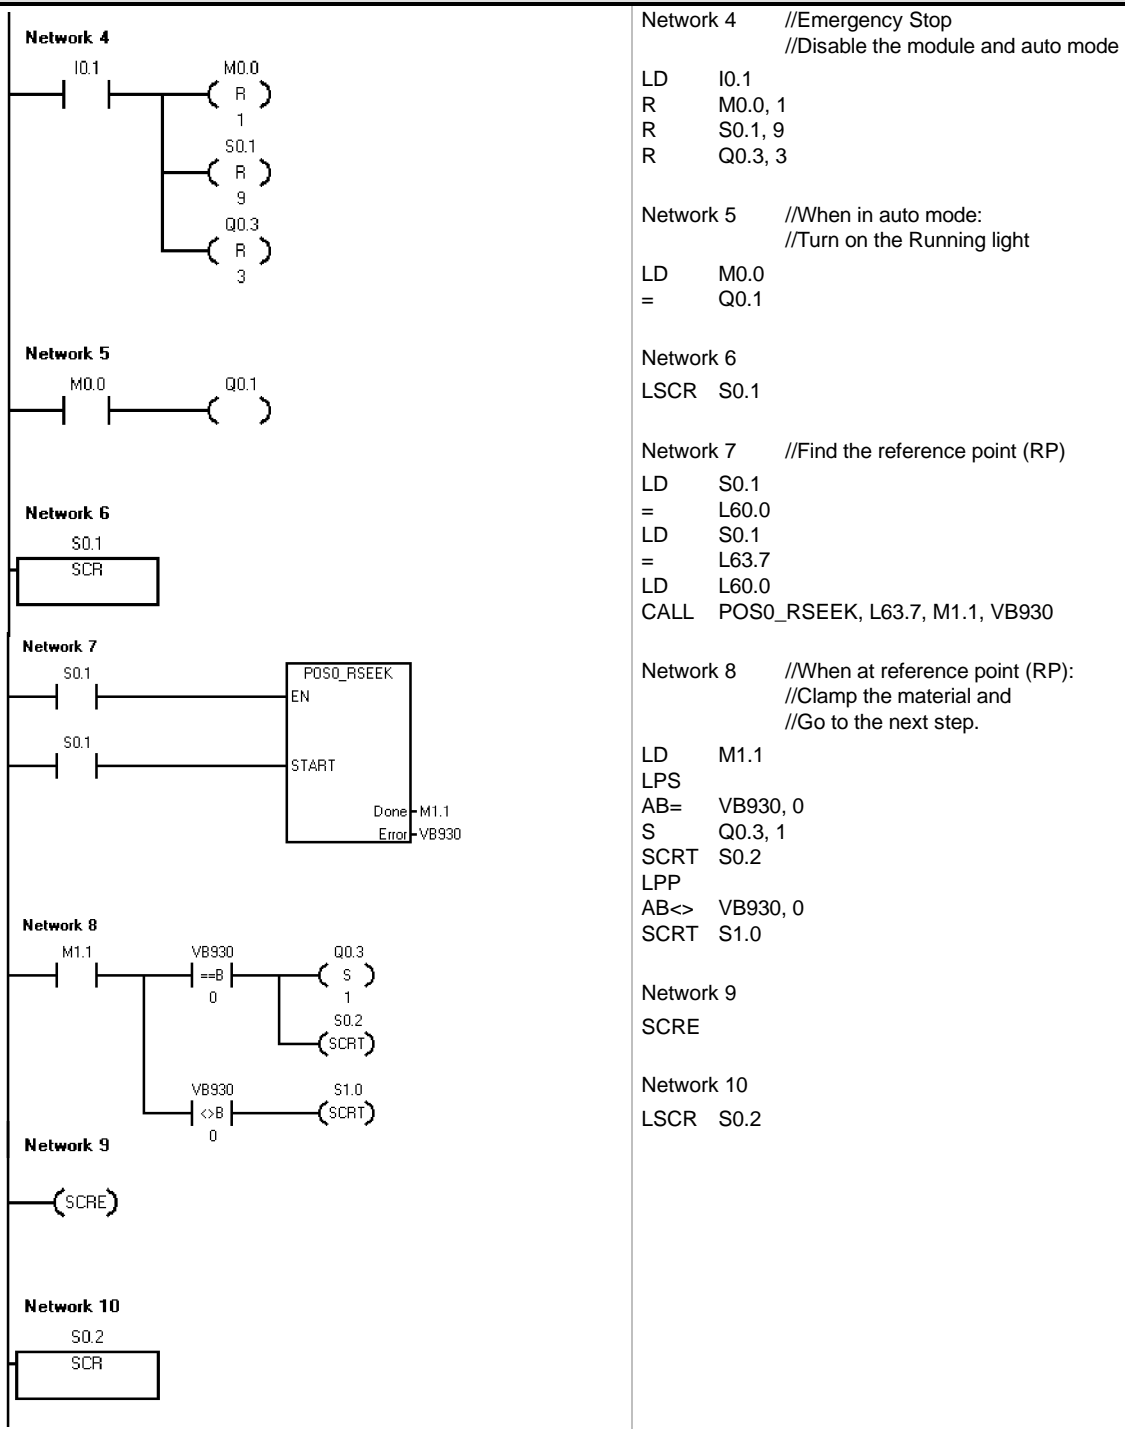 Network 4
I0.1 M0.0
R
1
S0.1
R
9
Q0.3
R
3
Network 5
M0.0 Q0.1
Network 6
S0.1
SCR
Network 7
S0.1 POS0_RSEEK
EN
S0.1
START
Done M1.1
Error VB930
Network 8
M1.1 VB930 Q0.3
==B S
0 1
S0.2
SCRT
VB930 S1.0
<>B SCRT
0
Network 9
SCRE
Network 10
S0.2
SCR
Network 4 //Emergency Stop
//Disable the module and auto mode
LD I0.1
R M0.0, 1
R S0.1, 9
R Q0.3, 3
Network 5 //When in auto mode:
//Turn on the Running light
LD M0.0
= Q0.1
Network 6
LSCR S0.1
Network 7 //Find the reference point (RP)
LD S0.1
= L60.0
LD S0.1
= L63.7
LD L60.0
CALL POS0_RSEEK, L63.7, M1.1, VB930
Network 8 //When at reference point (RP):
//Clamp the material and
//Go to the next step.
LD M1.1
LPS
AB= VB930, 0
S Q0.3, 1
SCRT S0.2
LPP
AB<> VB930, 0
SCRT S1.0
Network 9
SCRE
Network 10
LSCR S0.2